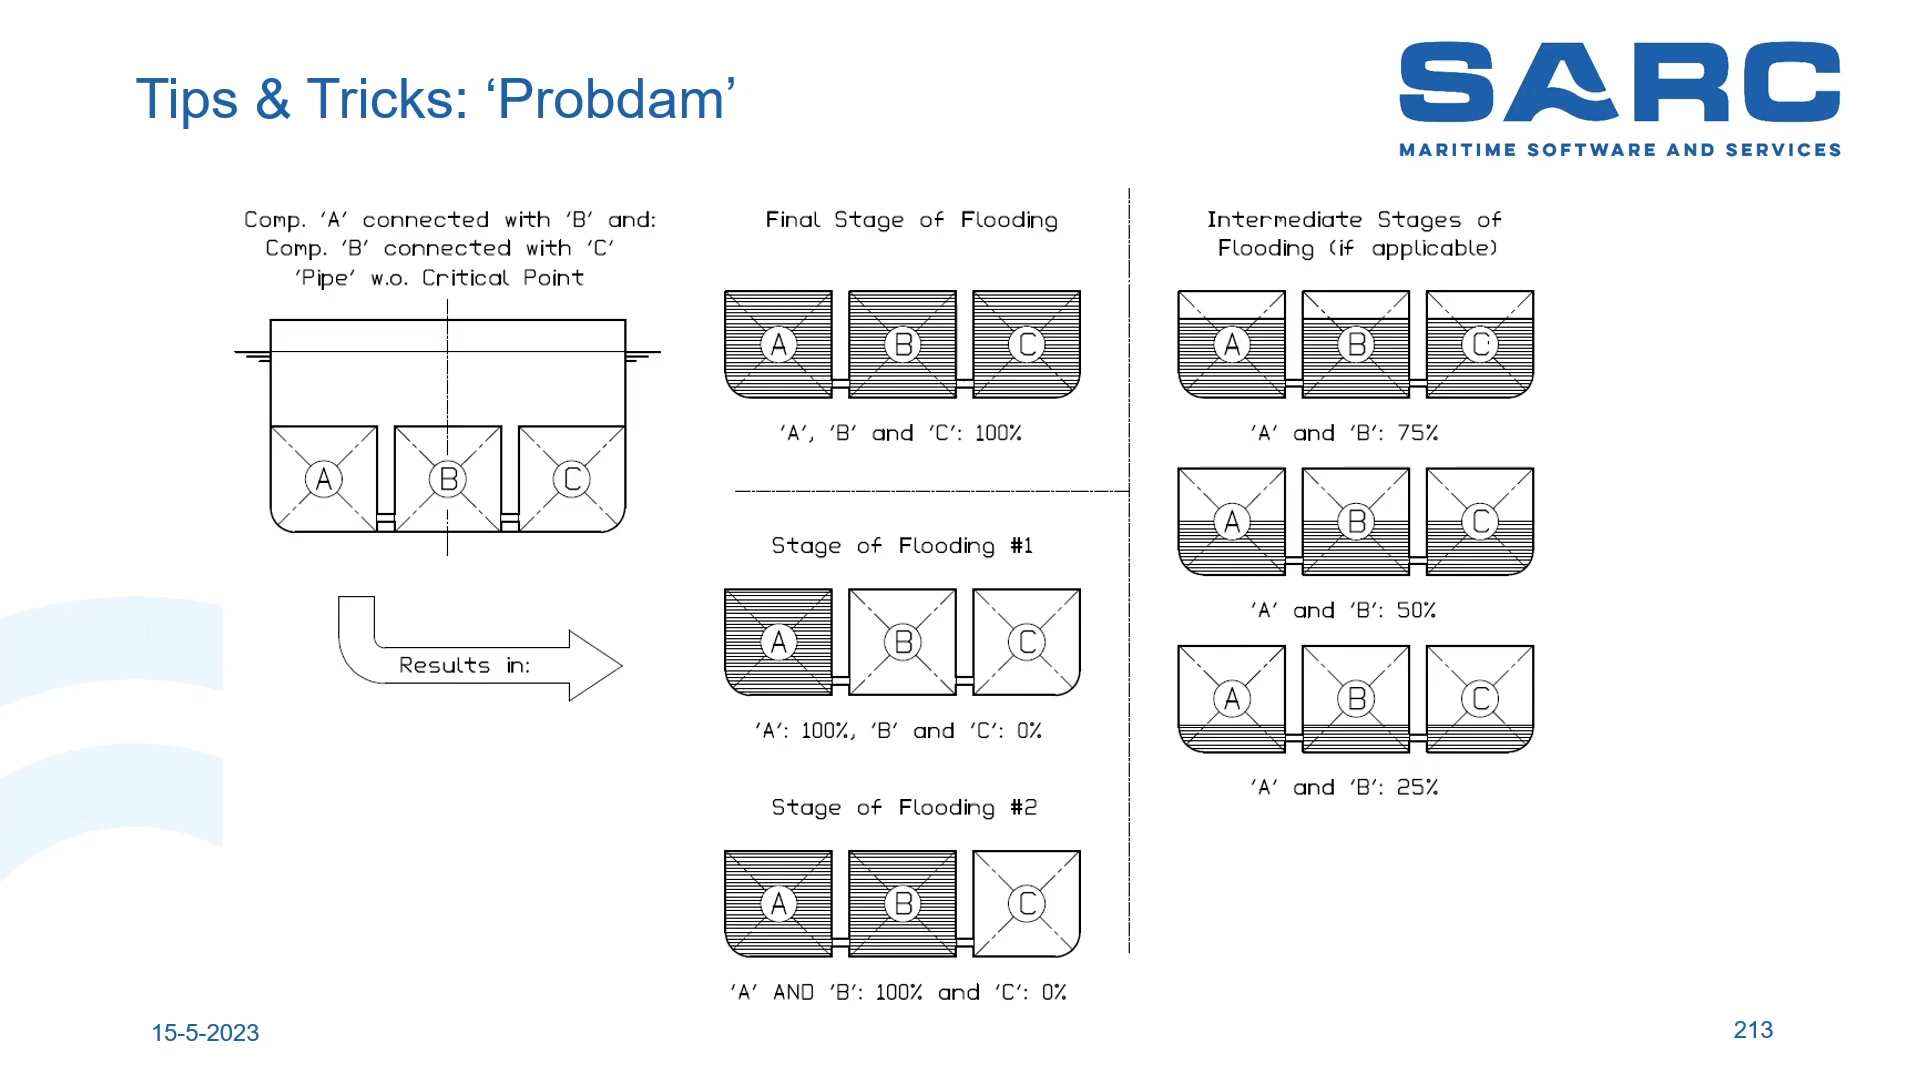 Tips & Tricks: ‘Probdam’
SARC
MARITIME SOFTWARE AND SERVICES
Comp. 'A' connected with 'B' and:
Comp. 'B' connected with 'C'
'Pipe' w.o. Critical Point
A
B
C
Results in:
Final Stage of Flooding
A
B
C
'A', 'B' and 'C': 100%
Stage of Flooding #1
A
B
C
'A': 100%, 'B' and 'C': 0%
Stage of Flooding #2
A
B
C
'A' AND 'B': 100% and 'C': 0%
Intermediate Stages of
Flooding (if applicable)
A
B
C
'A' and 'B': 75%
A
B
C
'A' and 'B': 50%
A
B
C
'A' and 'B': 25%
15-5-2023
213